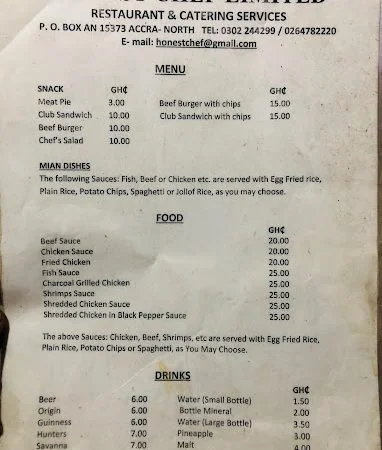 CHEF LIMITED
RESTAURANT & CATERING SERVICES
P. O. BOX AN 15373 ACCRA- NORTH TEL: 0302 244299 / 0264782220
E- mail: honestchef@gmail.com
MENU
SNACK GH₵
Meat Pie 3.00 Beef Burger with chips 15.00
Club Sandwich 10.00 Club Sandwich with chips 15.00
Beef Burger 10.00
Chef's Salad 10.00
MIAN DISHES
The following Sauces: Fish, Beef or Chicken etc. are served with Egg Fried rice,
Plain Rice, Potato Chips, Spaghetti or Jollof Rice, as you may choose.
FOOD
GH₵
Beef Sauce 20.00
Chicken Sauce 20.00
Fried Chicken 20.00
Fish Sauce 25.00
Charcoal Grilled Chicken 25.00
Shrimps Sauce 25.00
Shredded Chicken Sauce 25.00
Shredded Chicken in Black Pepper Sauce 25.00
The above Sauces: Chicken, Beef, Shrimps, etc are served with Egg Fried Rice,
Plain Rice, Potato Chips or Spaghetti, as You May Choose.
DRINKS
GH₵
Beer 6.00 Water (Small Bottle) 1.50
Origin 6.00 Bottle Mineral 2.00
Guinness 6.00 Water (Large Bottle) 3.50
Hunters 7.00 Pineapple 3.00
Savanna 7.00 Malt 4.00